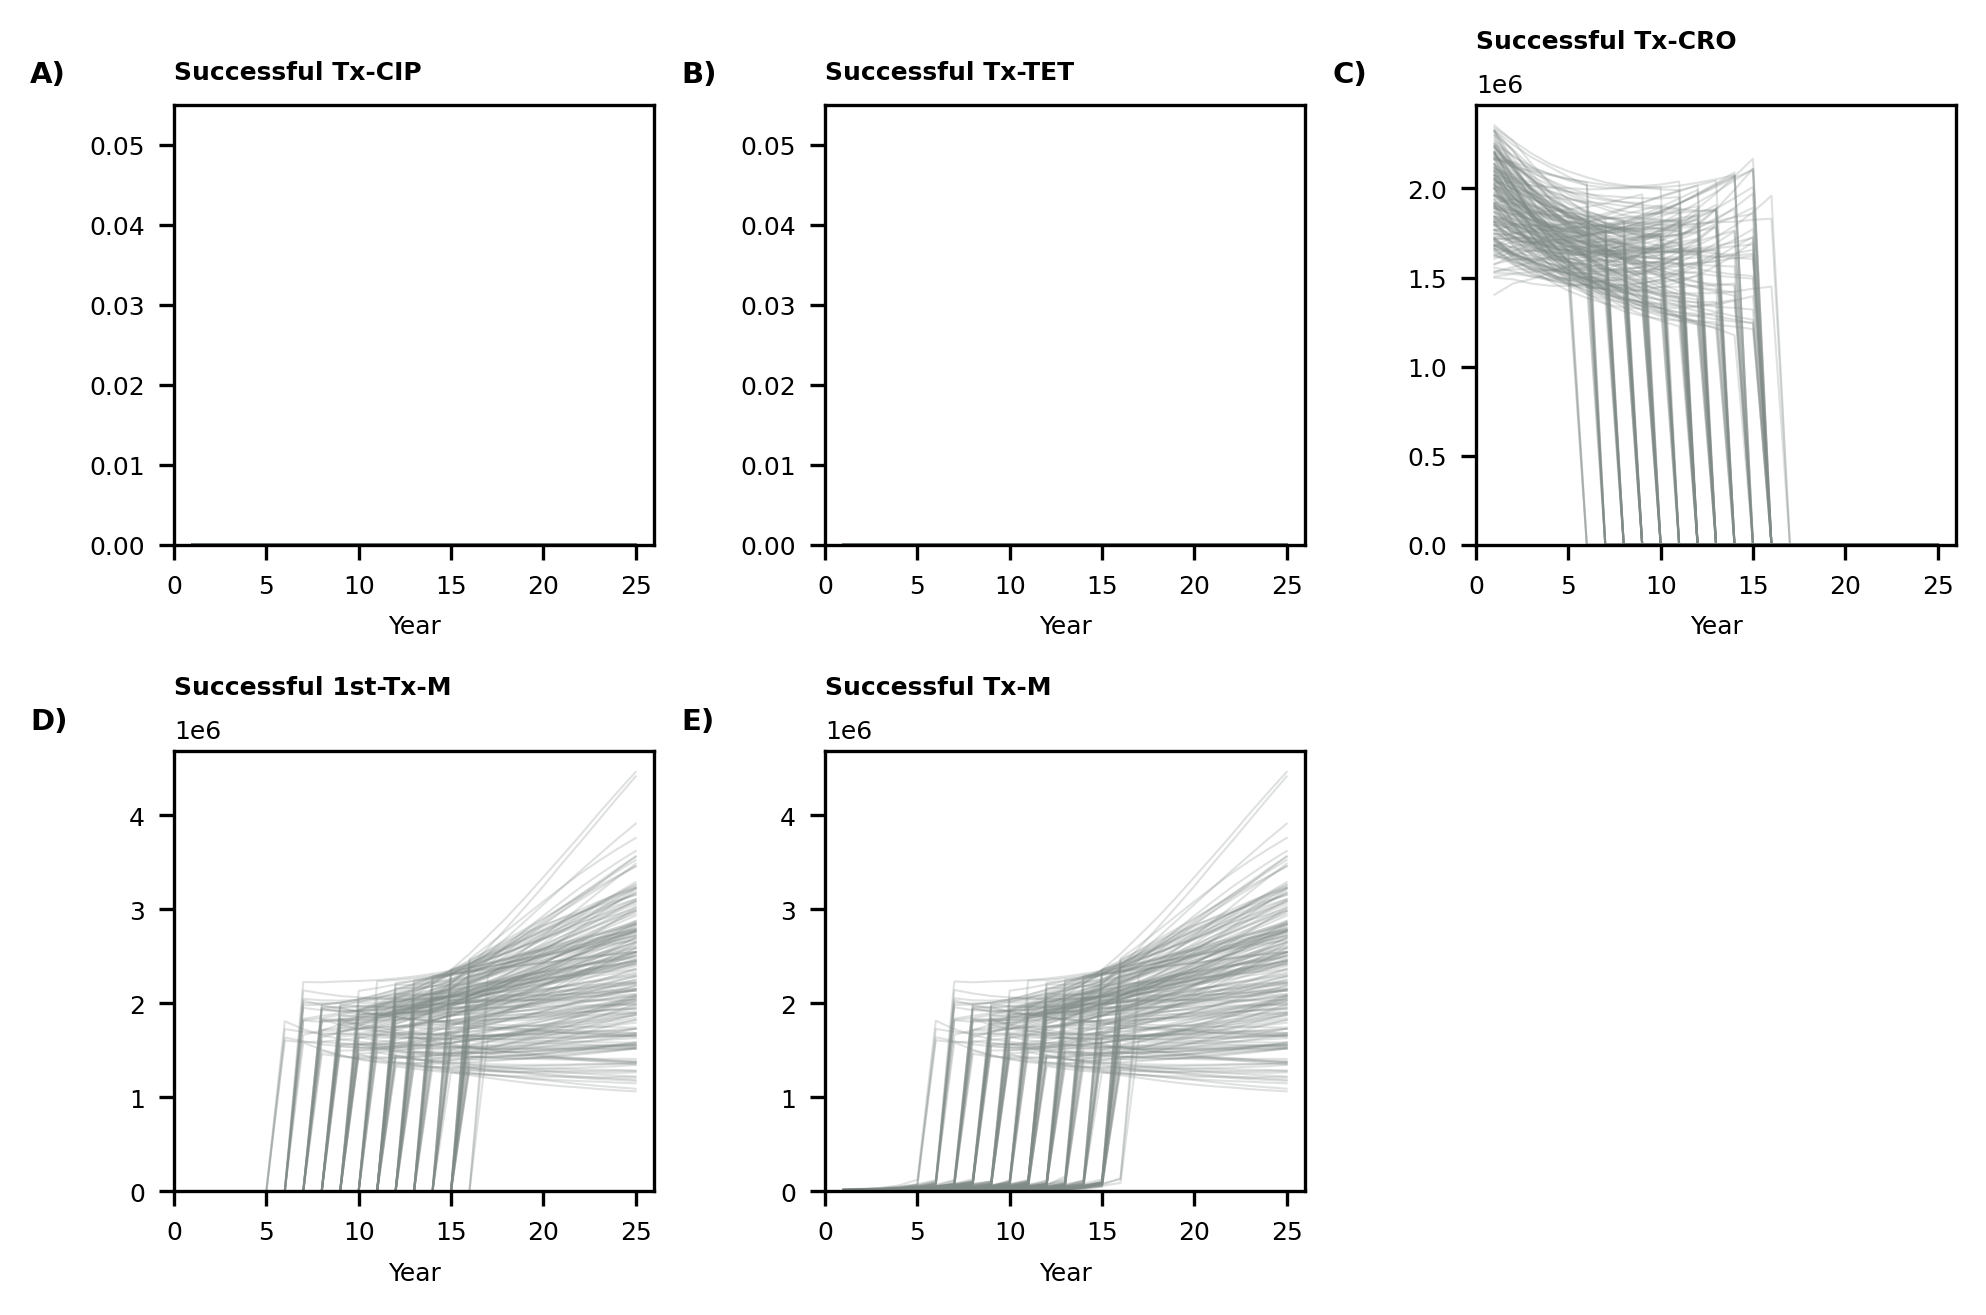 A) Successful Tx-CIP
0.05
0.04
0.03
0.02
0.01
0.00
0 5 10 15 20 25
Year
B) Successful Tx-TET
0.05
0.04
0.03
0.02
0.01
0.00
0 5 10 15 20 25
Year
C) Successful Tx-CRO
1e6
2.0
1.5
1.0
0.5
0.0
0 5 10 15 20 25
Year
D) Successful 1st-Tx-M
1e6
4
3
2
1
0
0 5 10 15 20 25
Year
E) Successful Tx-M
1e6
4
3
2
1
0
0 5 10 15 20 25
Year